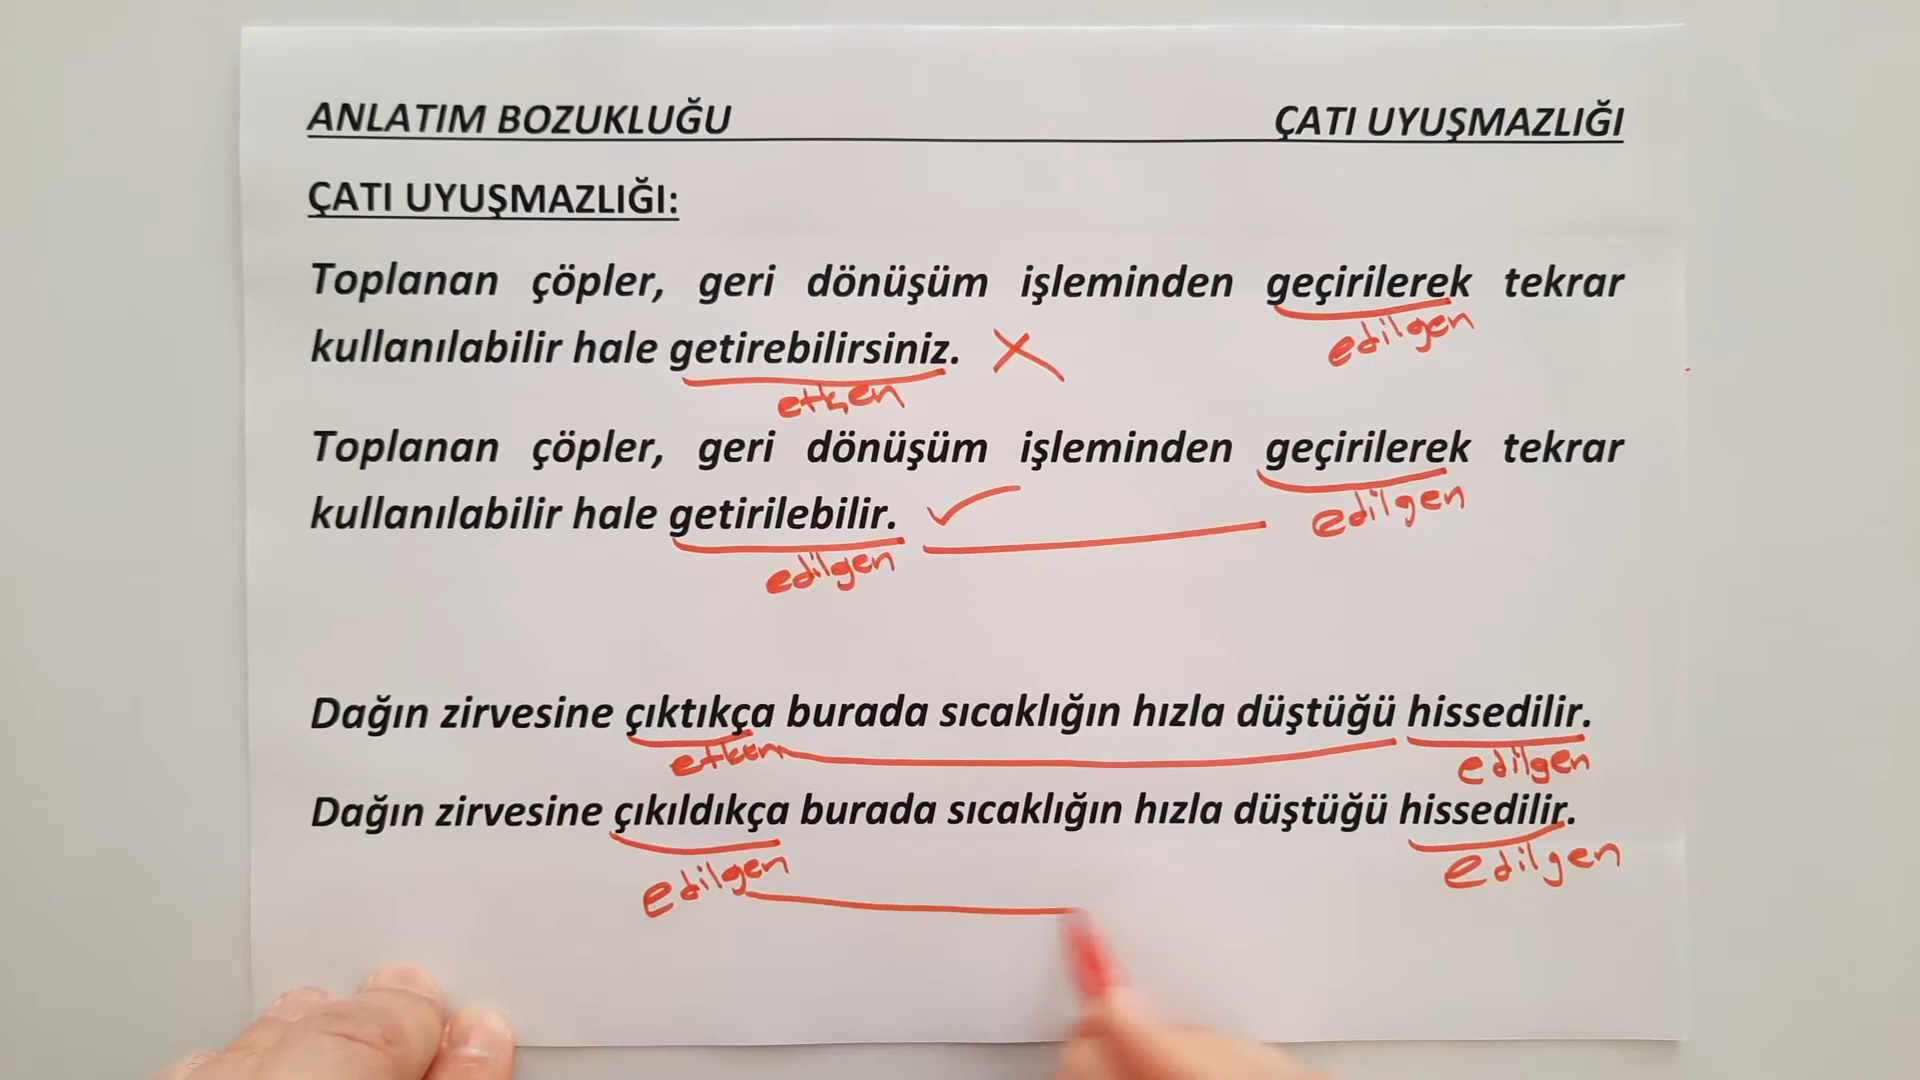 ANLATIM BOZUKLUĞU ÇATI UYUŞMAZLIĞI
ÇATI UYUŞMAZLIĞI:
Toplanan çöpler, geri dönüşüm işleminden geçirilerek tekrar
edilgen
kullanılabilir hale getirebilirsiniz.
etken
Toplanan çöpler, geri dönüşüm işleminden geçirilerek tekrar
edilgen
kullanılabilir hale getirilebilir.
edilgen
Dağın zirvesine çıktıkça burada sıcaklığın hızla düştüğü hissedilir.
etken edilgen
Dağın zirvesine çıkıldıkça burada sıcaklığın hızla düştüğü hissedilir.
edilgen edilgen